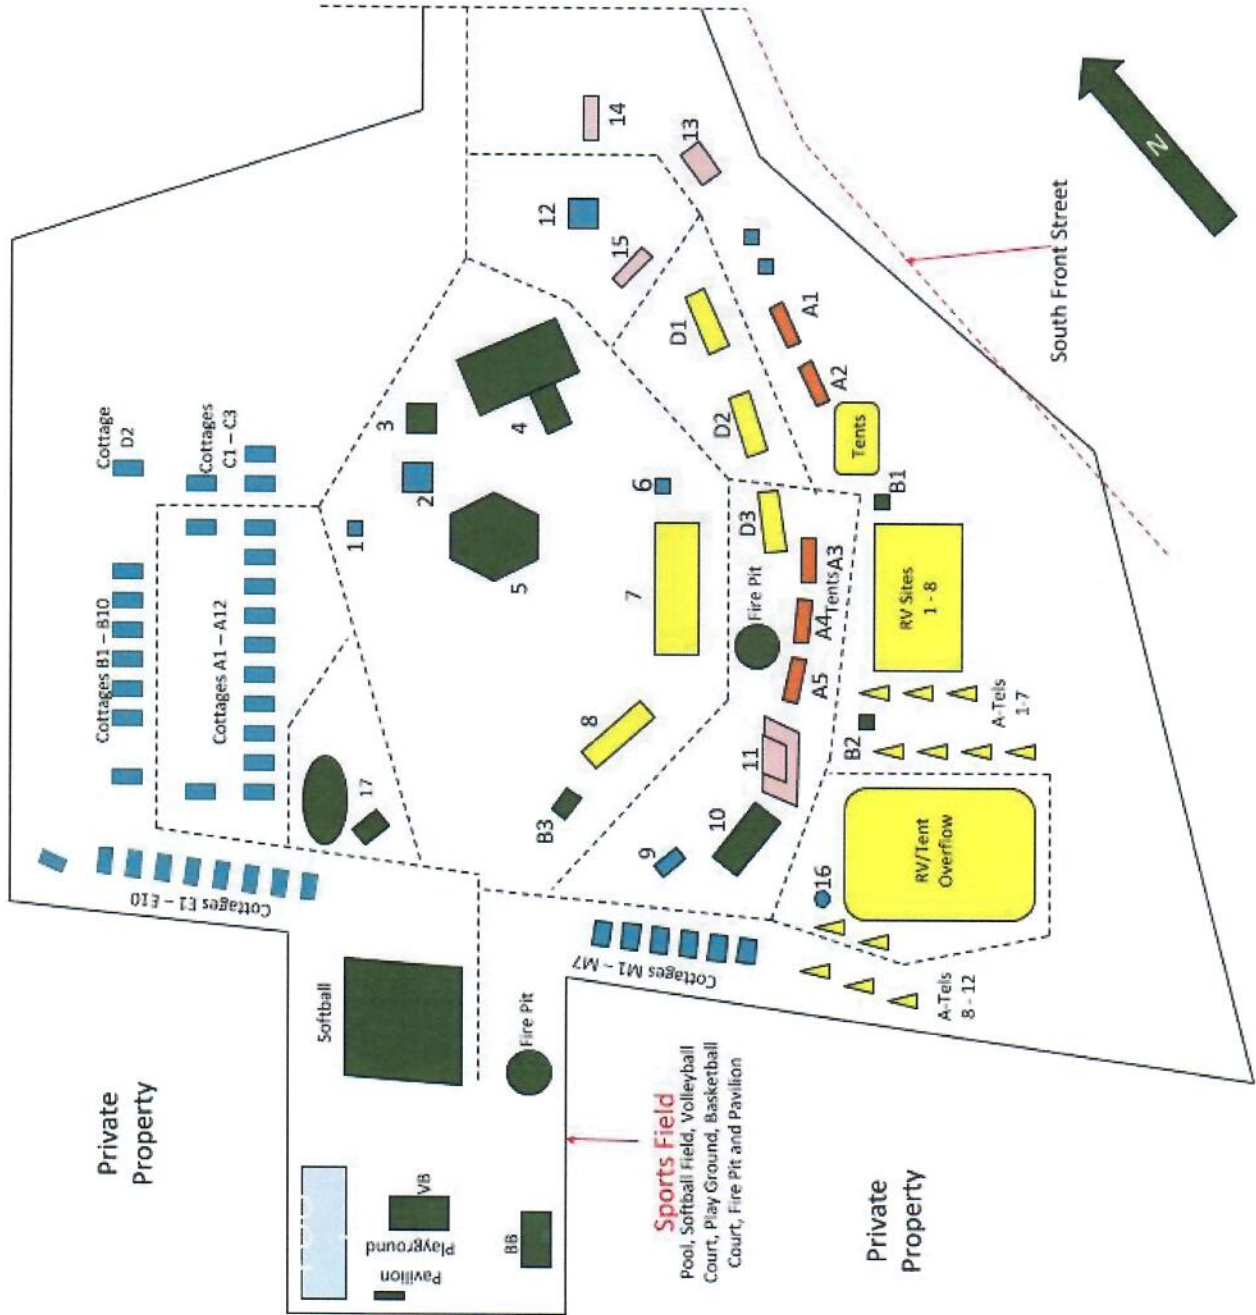 14
13
12
15
N
South Front Street
Cottage
D2
Cottages
C1 – C3
3
4
2
5
1
D1
D2
A1
A2
Tents
6
B1
D3
7
A3
Tents
A4
A5
Fire Pit
RV Sites
1 - 8
A-Tels
1-7
B2
Cottages B1 – B10
Cottages A1 – A12
17
8
B3
11
10
9
16
RV/Tent
Overflow
Cottages E1 – E10
Cottages M1 – M7
A-Tels
8 - 12
Softball
Fire Pit
VB
Playground
Pavilion
BB
Sports Field
Pool, Softball Field, Volleyball
Court, Play Ground, Basketball
Court, Fire Pit and Pavilion
Private
Property
Private
Property